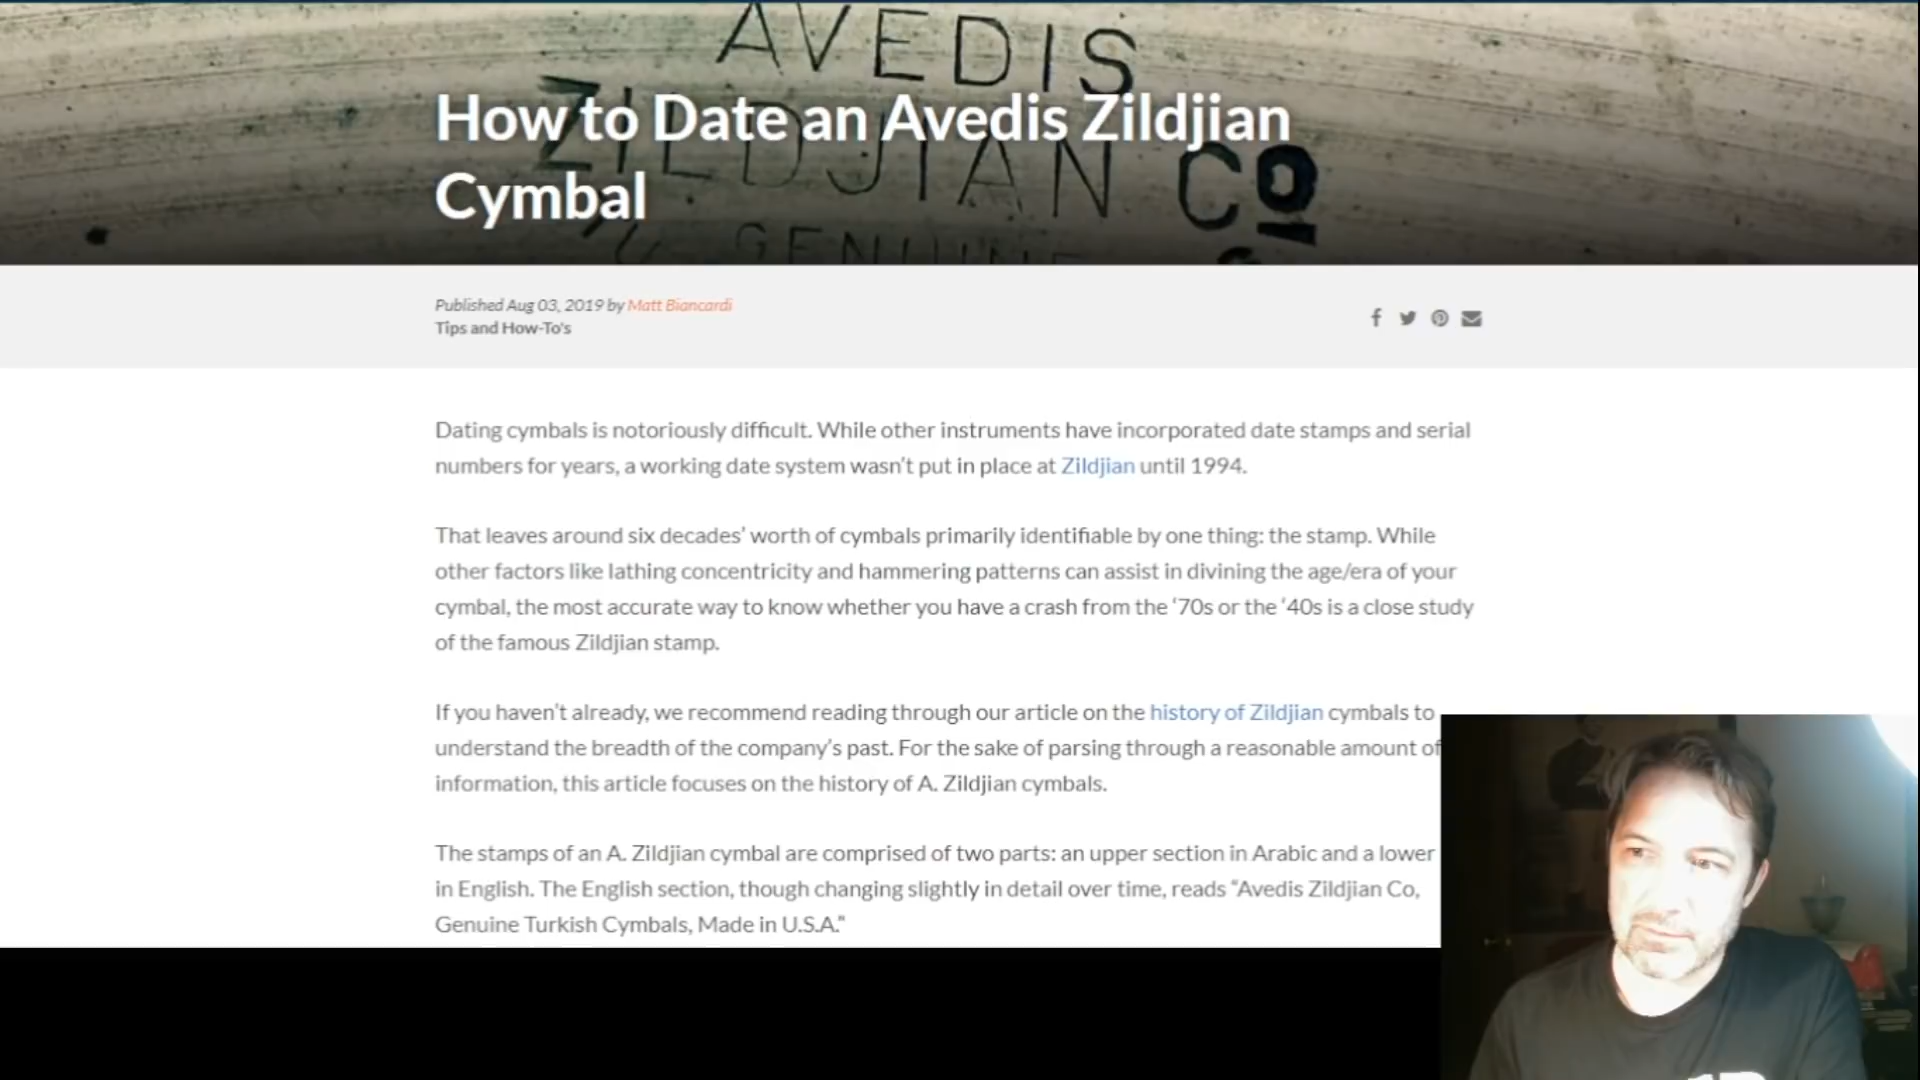 AVEDIS
ZILDJIAN Co
GENUINE
How to Date an Avedis Zildjian
Cymbal
Published Aug 03, 2019 by Matt Biancardi
Tips and How-To's
Dating cymbals is notoriously difficult. While other instruments have incorporated date stamps and serial
numbers for years, a working date system wasn't put in place at Zildjian until 1994.
That leaves around six decades' worth of cymbals primarily identifiable by one thing: the stamp. While
other factors like lathing concentricity and hammering patterns can assist in divining the age/era of your
cymbal, the most accurate way to know whether you have a crash from the '70s or the '40s is a close study
of the famous Zildjian stamp.
If you haven't already, we recommend reading through our article on the history of Zildjian cymbals to
understand the breadth of the company's past. For the sake of parsing through a reasonable amount of
information, this article focuses on the history of A. Zildjian cymbals.
The stamps of an A. Zildjian cymbal are comprised of two parts: an upper section in Arabic and a lower
in English. The English section, though changing slightly in detail over time, reads “Avedis Zildjian Co,
Genuine Turkish Cymbals, Made in U.S.A.”